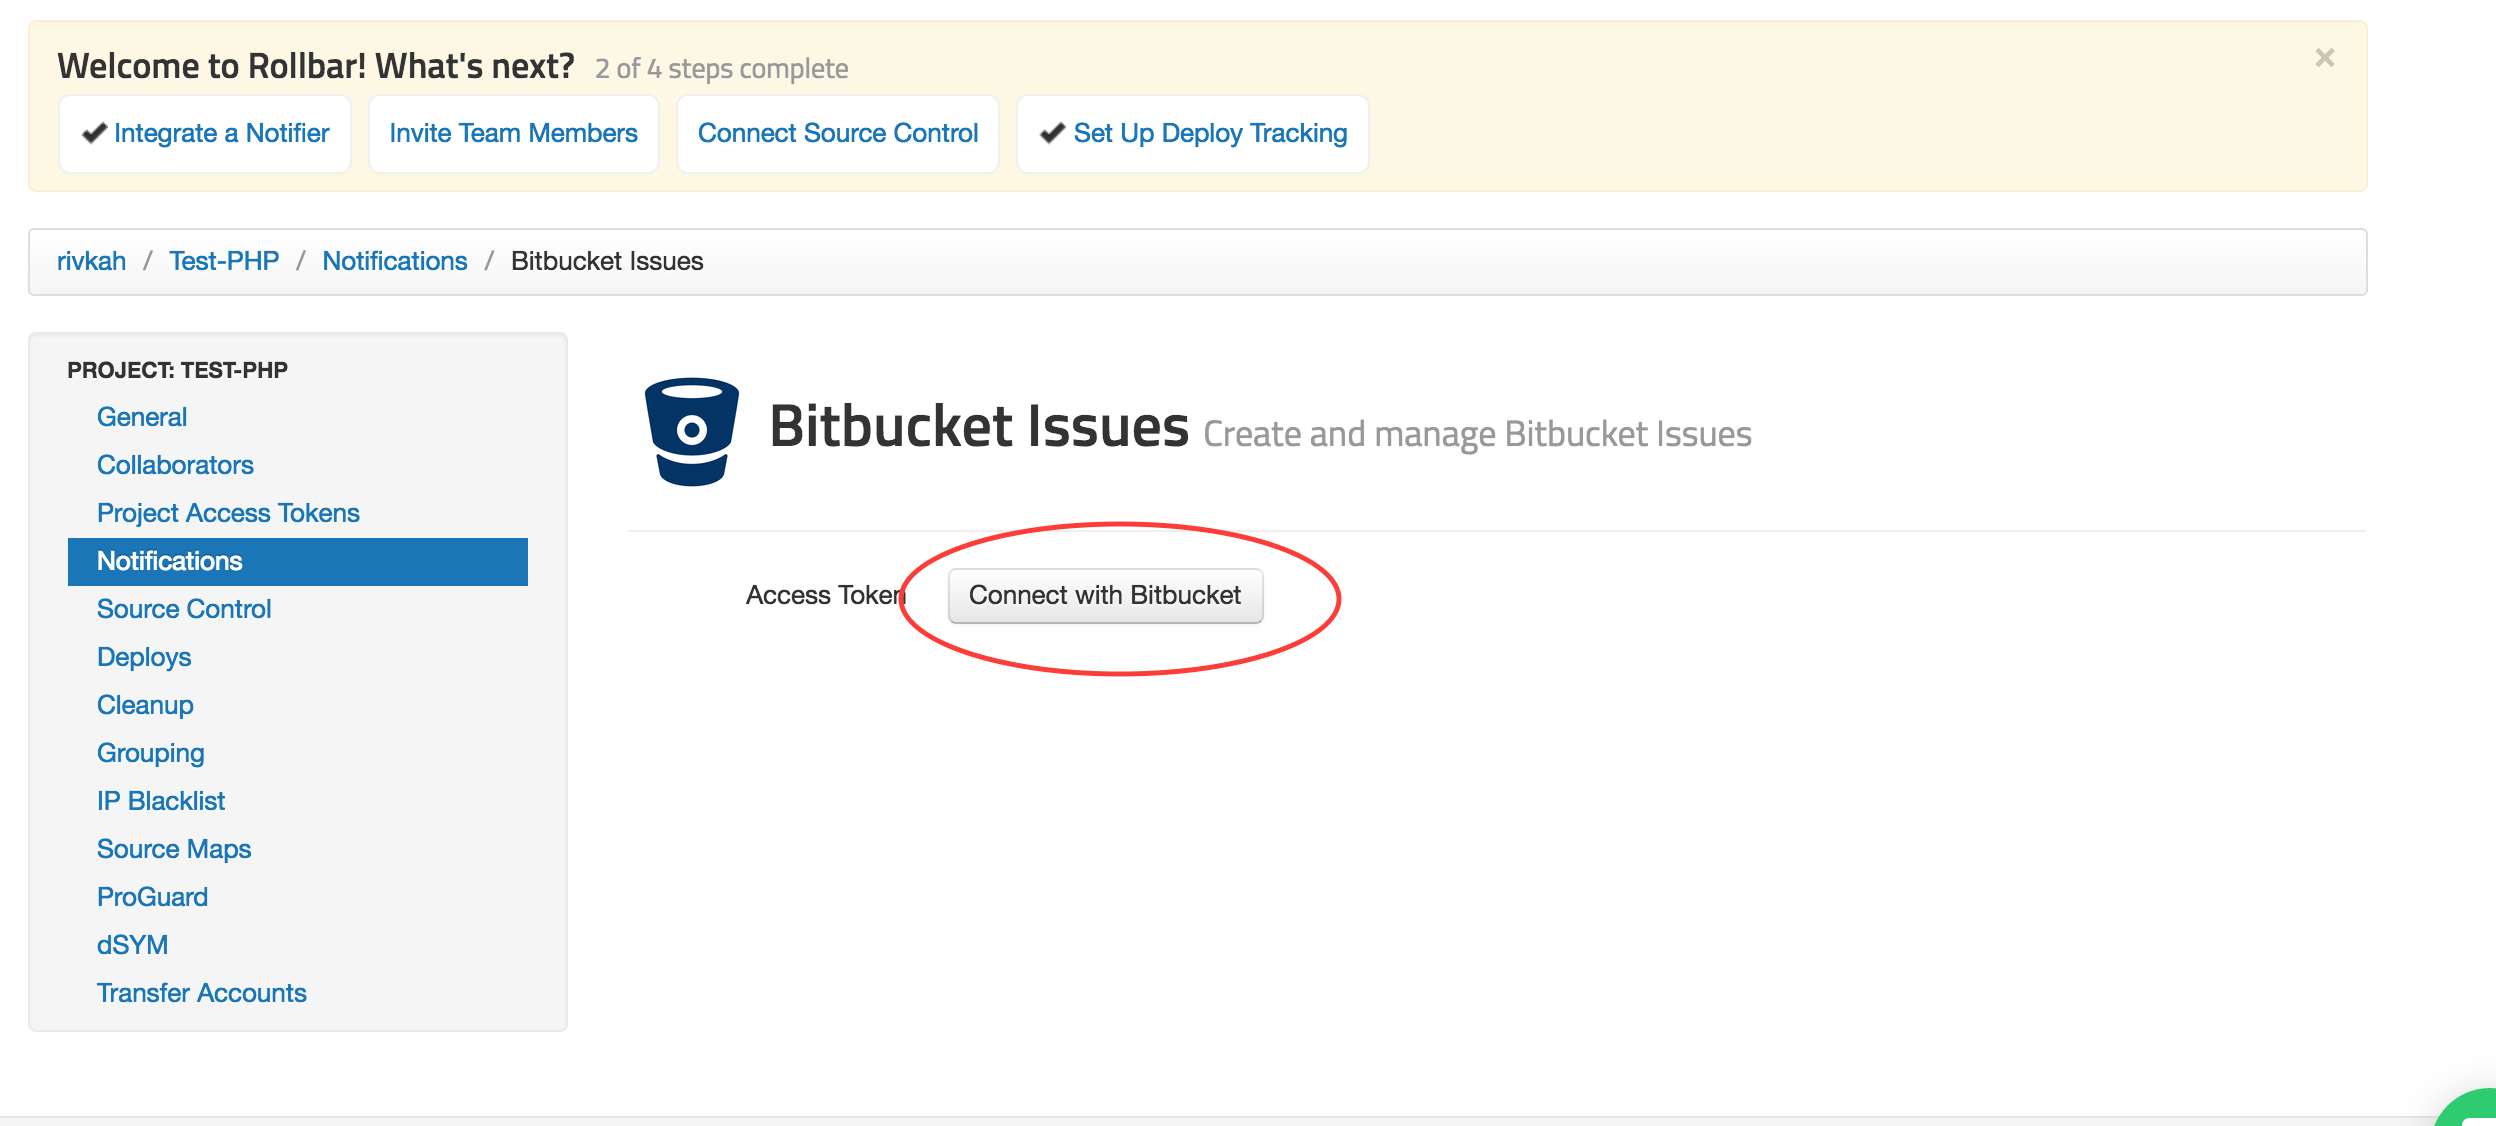 Welcome to Rollbar! What's next? 2 of 4 steps complete
Integrate a Notifier Invite Team Members Connect Source Control Set Up Deploy Tracking
rivkah / Test-PHP / Notifications / Bitbucket Issues
PROJECT: TEST-PHP
General
Collaborators
Project Access Tokens
Notifications
Source Control
Deploys
Cleanup
Grouping
IP Blacklist
Source Maps
ProGuard
dSYM
Transfer Accounts
Bitbucket Issues Create and manage Bitbucket Issues
Access Token Connect with Bitbucket